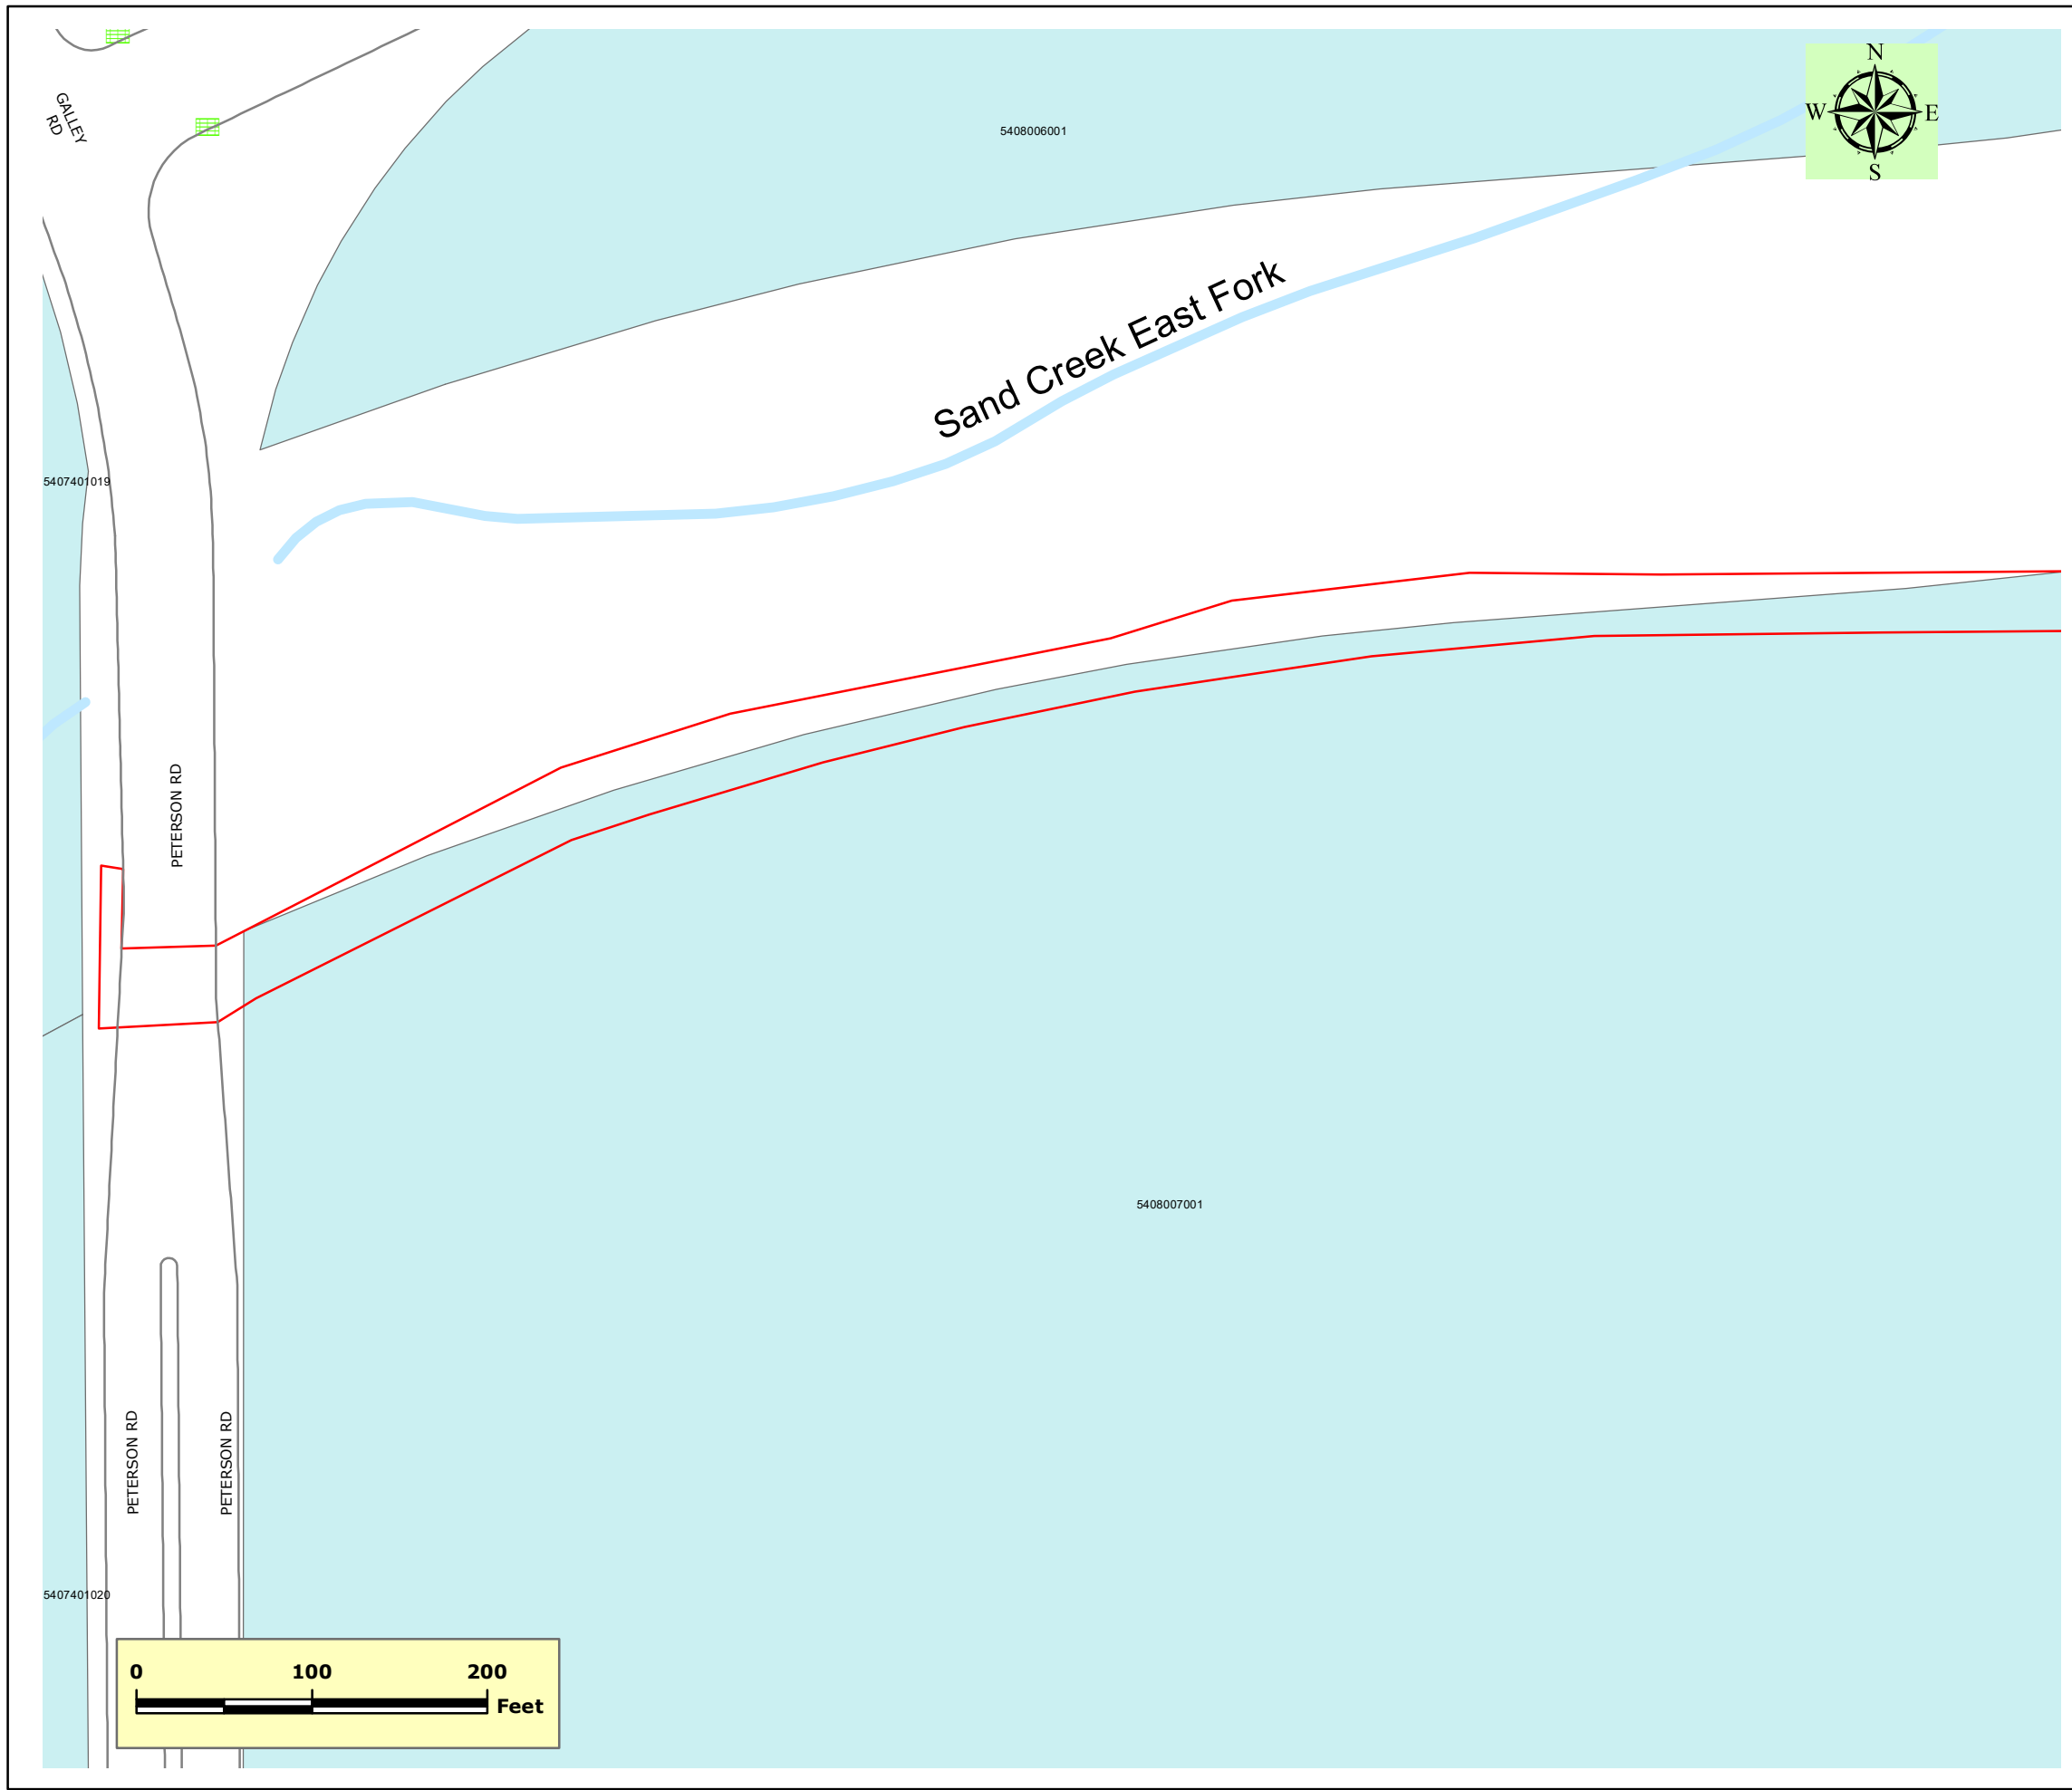 N
W E
S
GALLEY
RD
5408006001
Sand Creek East Fork
5407401019
PETERSON RD
5408007001
PETERSON RD
PETERSON RD
5407401020
0 100 200
Feet